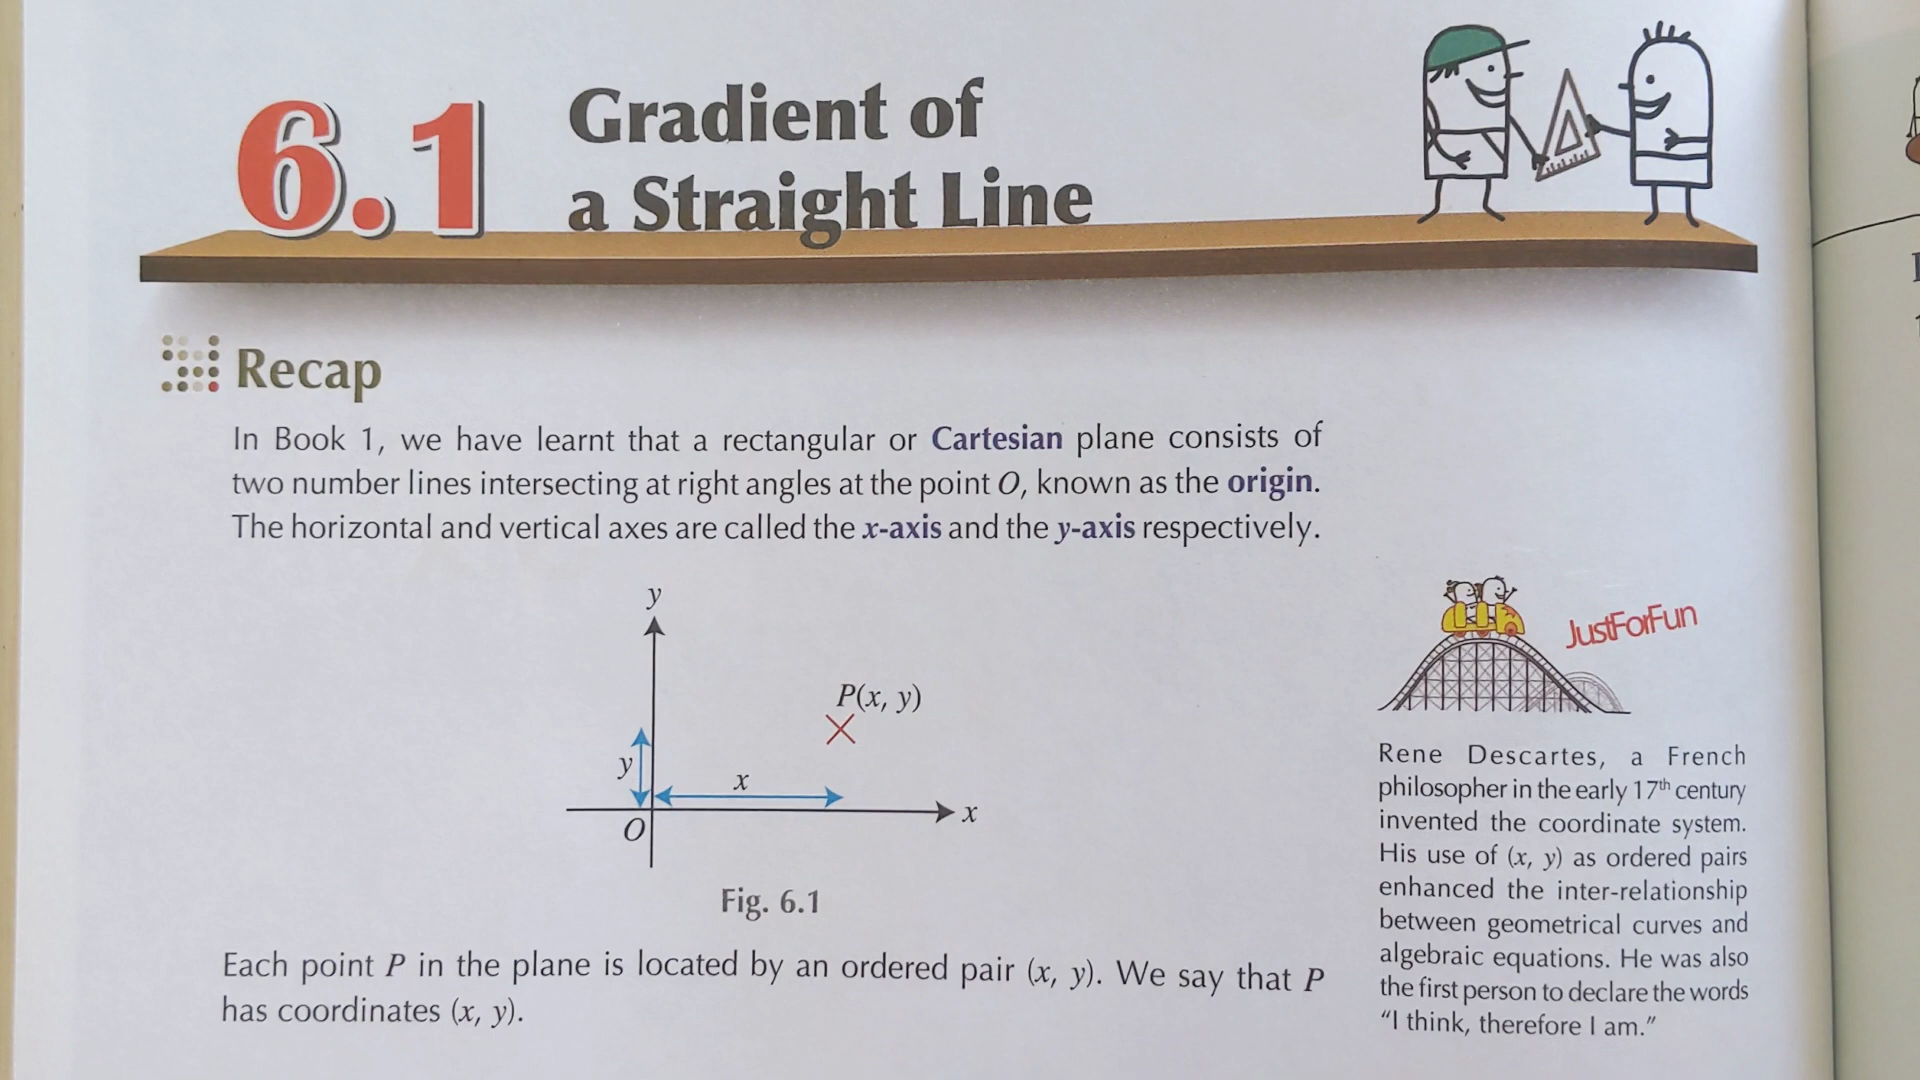 6.1
Gradient of
a Straight Line
Recap
In Book 1, we have learnt that a rectangular or Cartesian plane consists of
two number lines intersecting at right angles at the point O, known as the origin.
The horizontal and vertical axes are called the x-axis and the y-axis respectively.
y
P(x, y)
y
x
x
O
Fig. 6.1
Each point P in the plane is located by an ordered pair (x, y). We say that P
has coordinates (x, y).
JustForFun
Rene Descartes, a French
philosopher in the early 17th century
invented the coordinate system.
His use of (x, y) as ordered pairs
enhanced the inter-relationship
between geometrical curves and
algebraic equations. He was also
the first person to declare the words
“I think, therefore I am.”